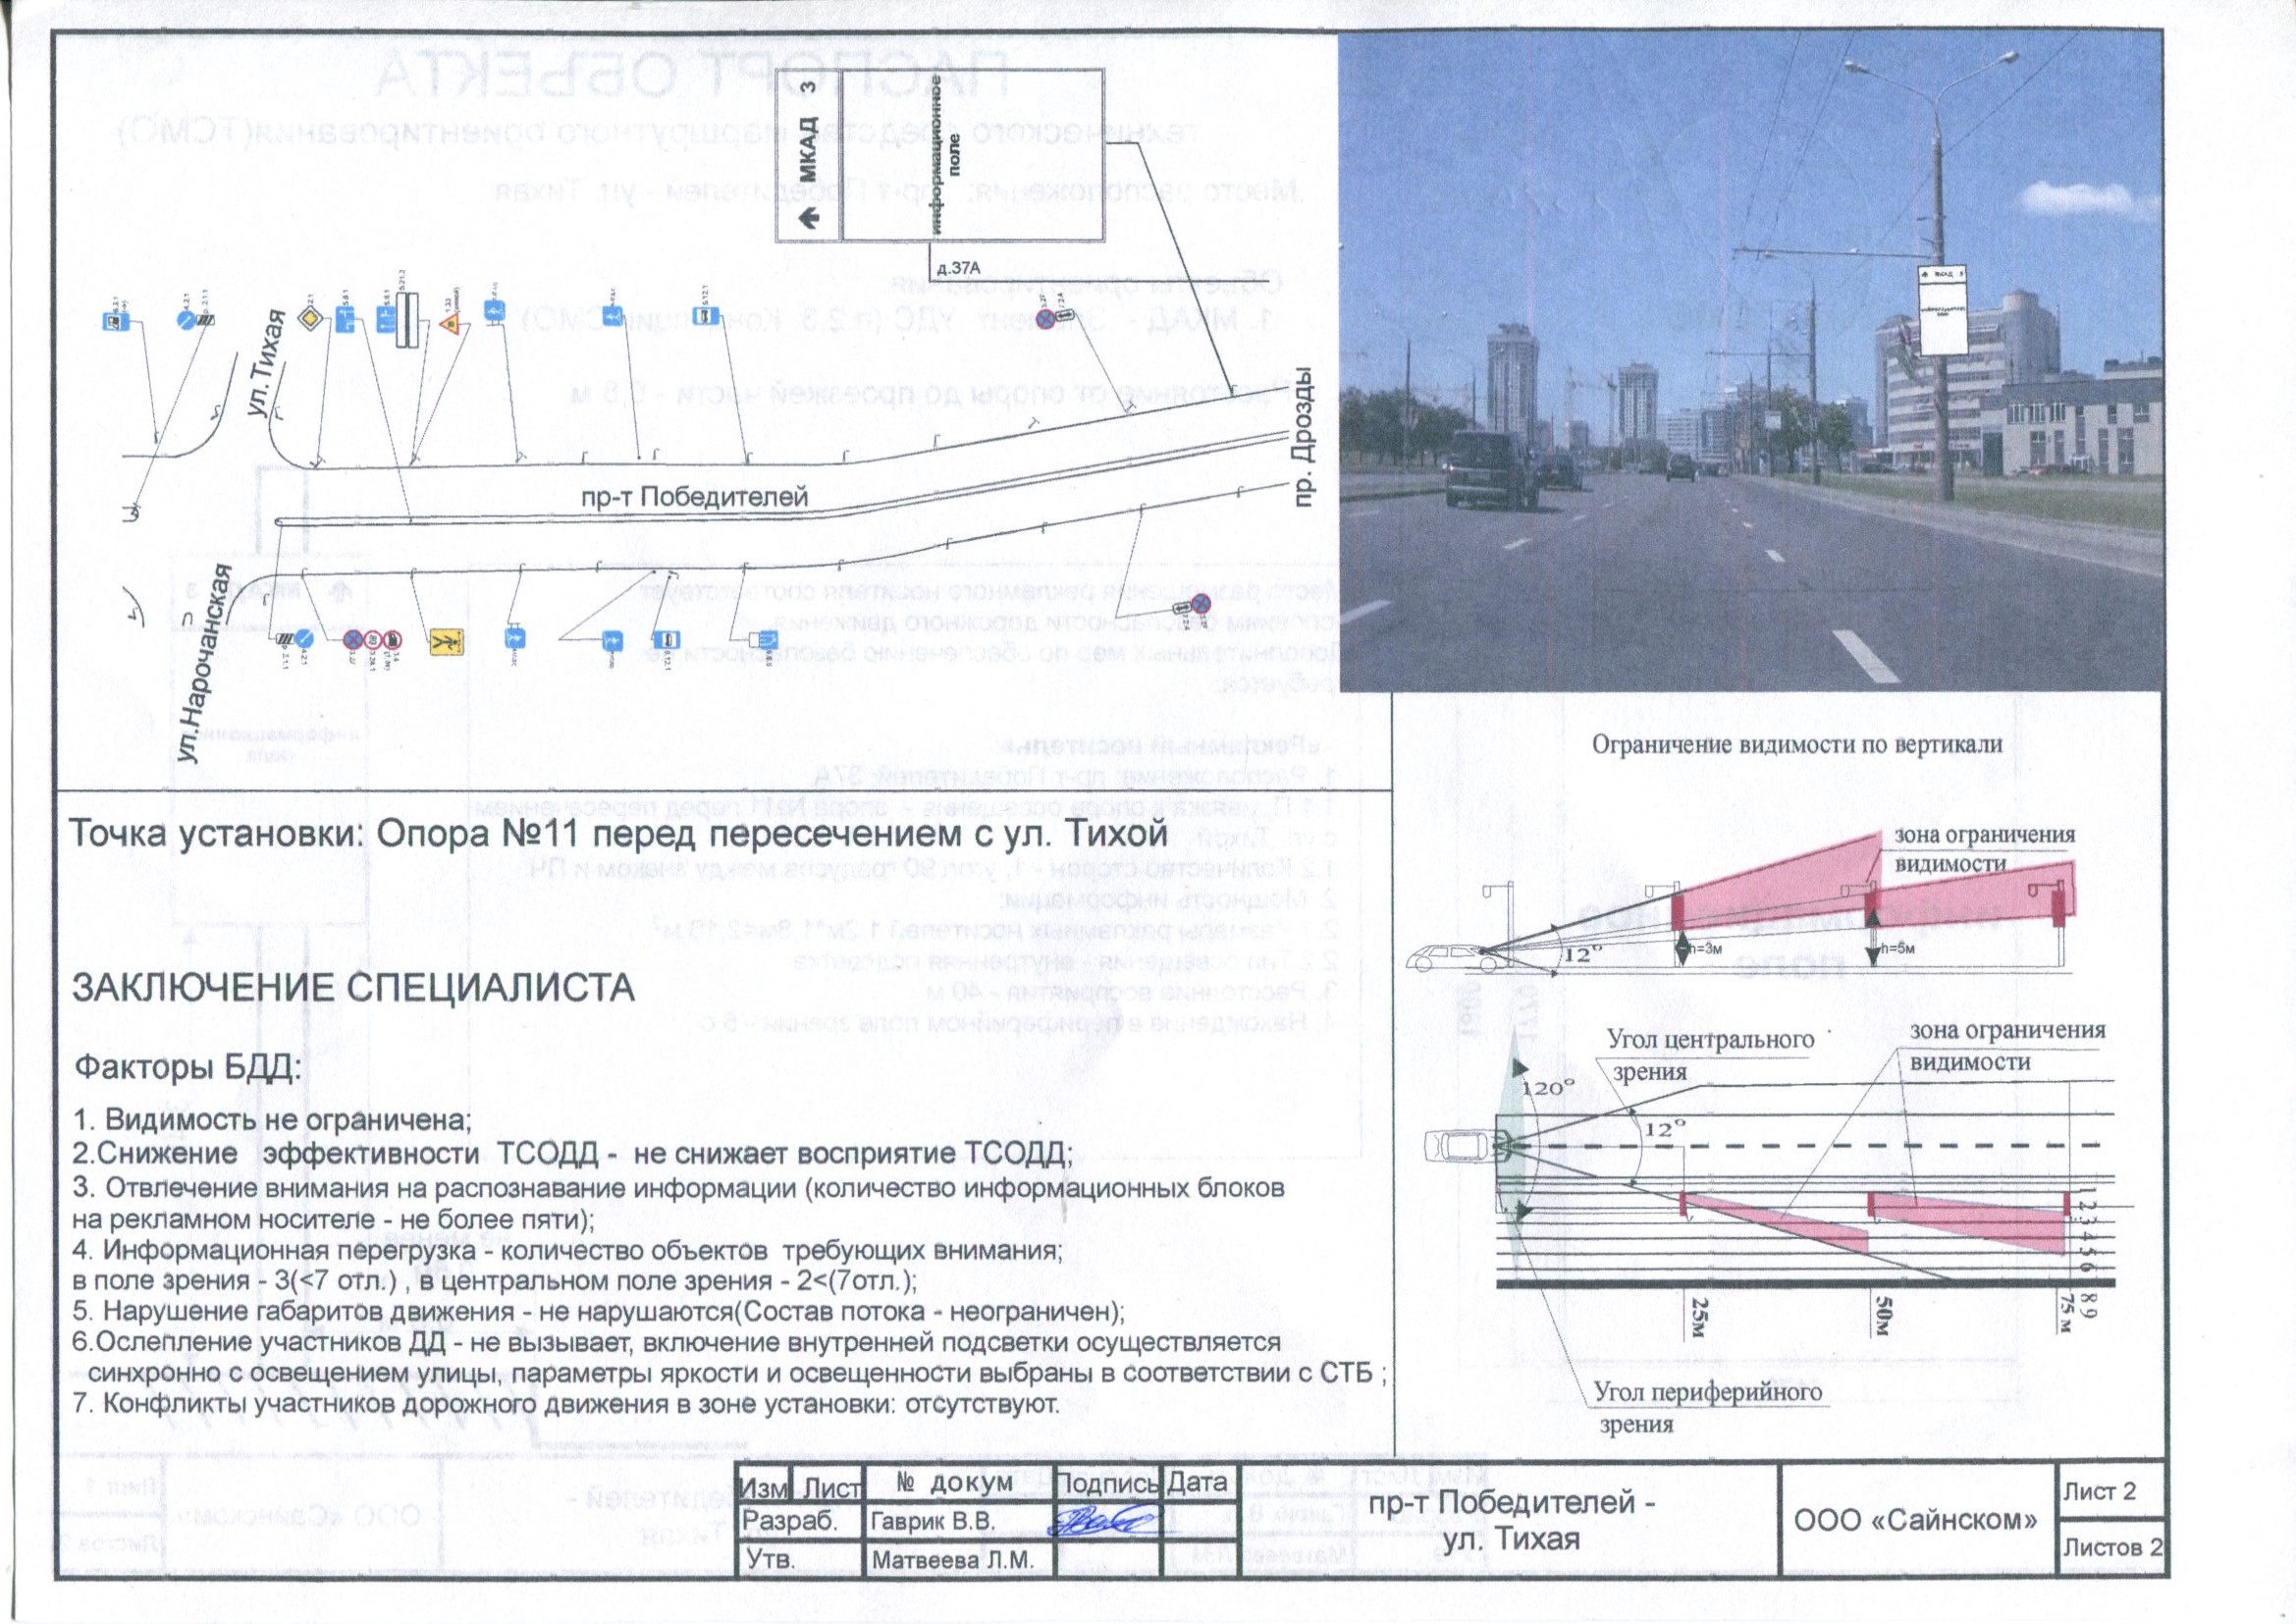 МКАД 3
информационное
поле
д.37А
ул.Тихая
пр-т Победителей
пр. Дрозды
ул.Нарочанская
Точка установки: Опора №11 перед пересечением с ул. Тихой
ЗАКЛЮЧЕНИЕ СПЕЦИАЛИСТА
Факторы БДД:
1. Видимость не ограничена;
2.Снижение эффективности ТСОДД - не снижает восприятие ТСОДД;
3. Отвлечение внимания на распознавание информации (количество информационных блоков
на рекламном носителе - не более пяти);
4. Информационная перегрузка - количество объектов требующих внимания;
в поле зрения - 3(<7 отл.) , в центральном поле зрения - 2<(7отл.);
5. Нарушение габаритов движения - не нарушаются(Состав потока - неограничен);
6.Ослепление участников ДД - не вызывает, включение внутренней подсветки осуществляется
синхронно с освещением улицы, параметры яркости и освещенности выбраны в соответствии с СТБ ;
7. Конфликты участников дорожного движения в зоне установки: отсутствуют.
Ограничение видимости по вертикали
зона ограничения
видимости
12°
h=3м
h=5м
Угол центрального
зрения
зона ограничения
видимости
120°
12°
1
2
3
4
5
6
8
9
25м
50м
75 м
Угол периферийного
зрения
Изм Лист № докум Подпись Дата
Разраб. Гаврик В.В.
Утв. Матвеева Л.М.
пр-т Победителей -
ул. Тихая
ООО «Сайнском»
Лист 2
Листов 2